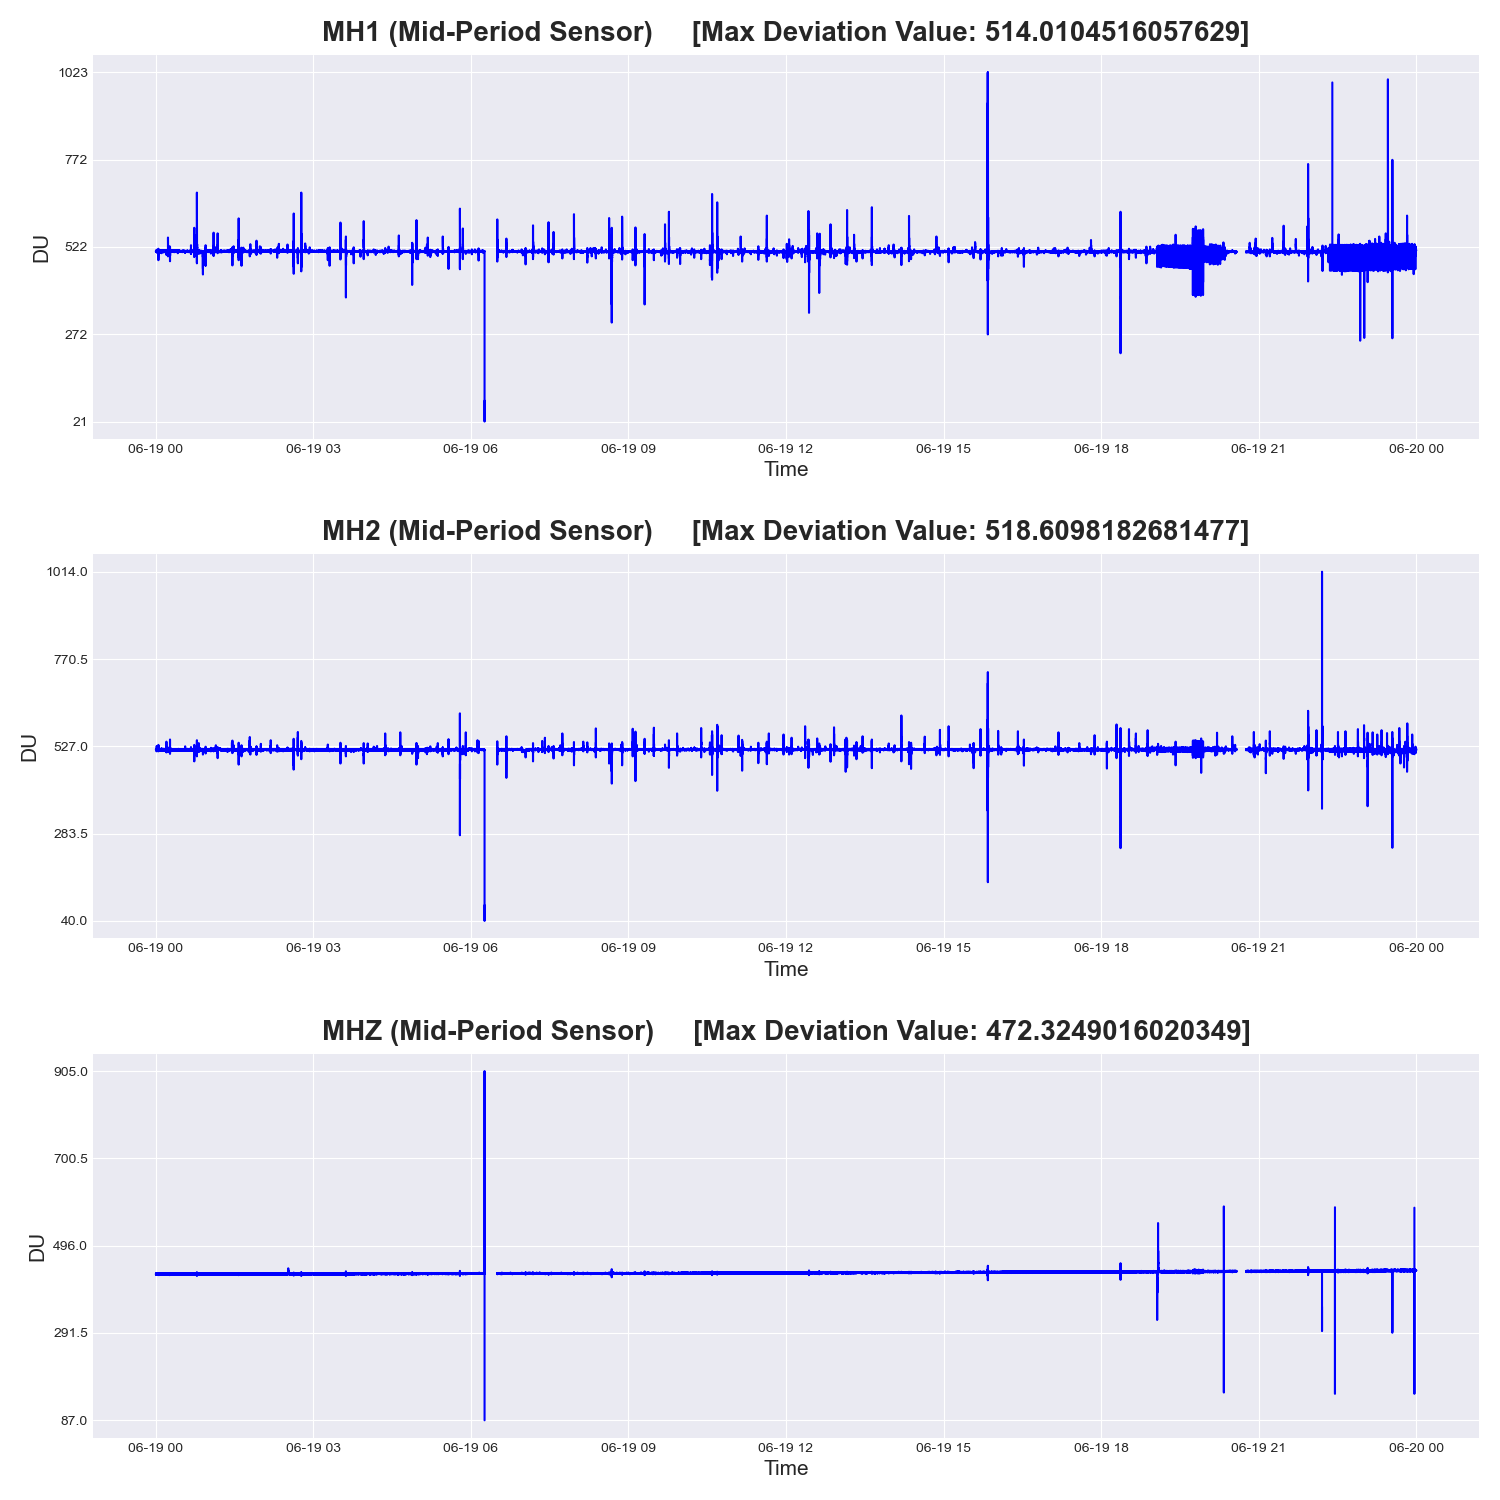 MH1 (Mid-Period Sensor) [Max Deviation Value: 514.0104516057629]
1023
772
522
272
21
DU
06-19 00 06-19 03 06-19 06 06-19 09 06-19 12 06-19 15 06-19 18 06-19 21 06-20 00
Time
MH2 (Mid-Period Sensor) [Max Deviation Value: 518.6098182681477]
1014.0
770.5
527.0
283.5
40.0
DU
06-19 00 06-19 03 06-19 06 06-19 09 06-19 12 06-19 15 06-19 18 06-19 21 06-20 00
Time
MHZ (Mid-Period Sensor) [Max Deviation Value: 472.3249016020349]
905.0
700.5
496.0
291.5
87.0
DU
06-19 00 06-19 03 06-19 06 06-19 09 06-19 12 06-19 15 06-19 18 06-19 21 06-20 00
Time